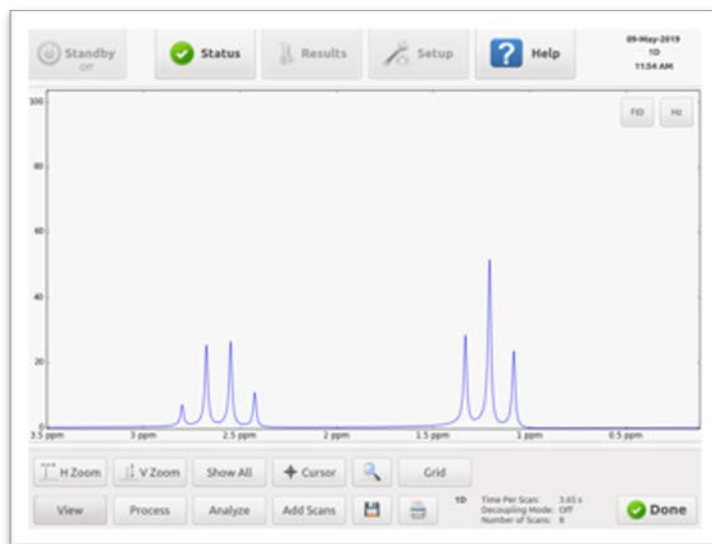 Standby
Off
Status
Results
Setup
Help
09-May-2019
1D
11:54 AM
100
FID
Hz
80
60
40
20
0
3.5 ppm
3 ppm
2.5 ppm
2 ppm
1.5 ppm
1 ppm
0.5 ppm
H Zoom
V Zoom
Show All
Cursor
Grid
View
Process
Analyze
Add Scans
1D
Time Per Scan: 3.65 s
Decoupling Mode: Off
Number of Scans: 8
Done